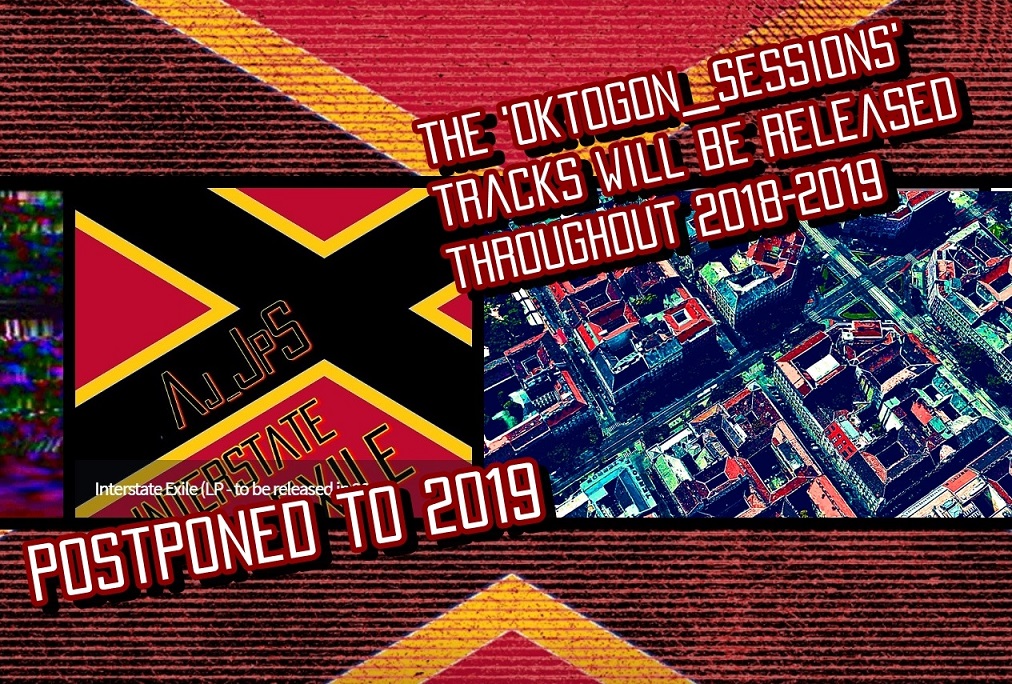 THE 'OKTOGON_SESSIONS'
TRACKS WILL BE RELEASED
THROUGHOUT 2018-2019
AJ_JPS
INTERSTATE
EXILE
Interstate Exile (LP - to be released in
POSTPONED TO 2019